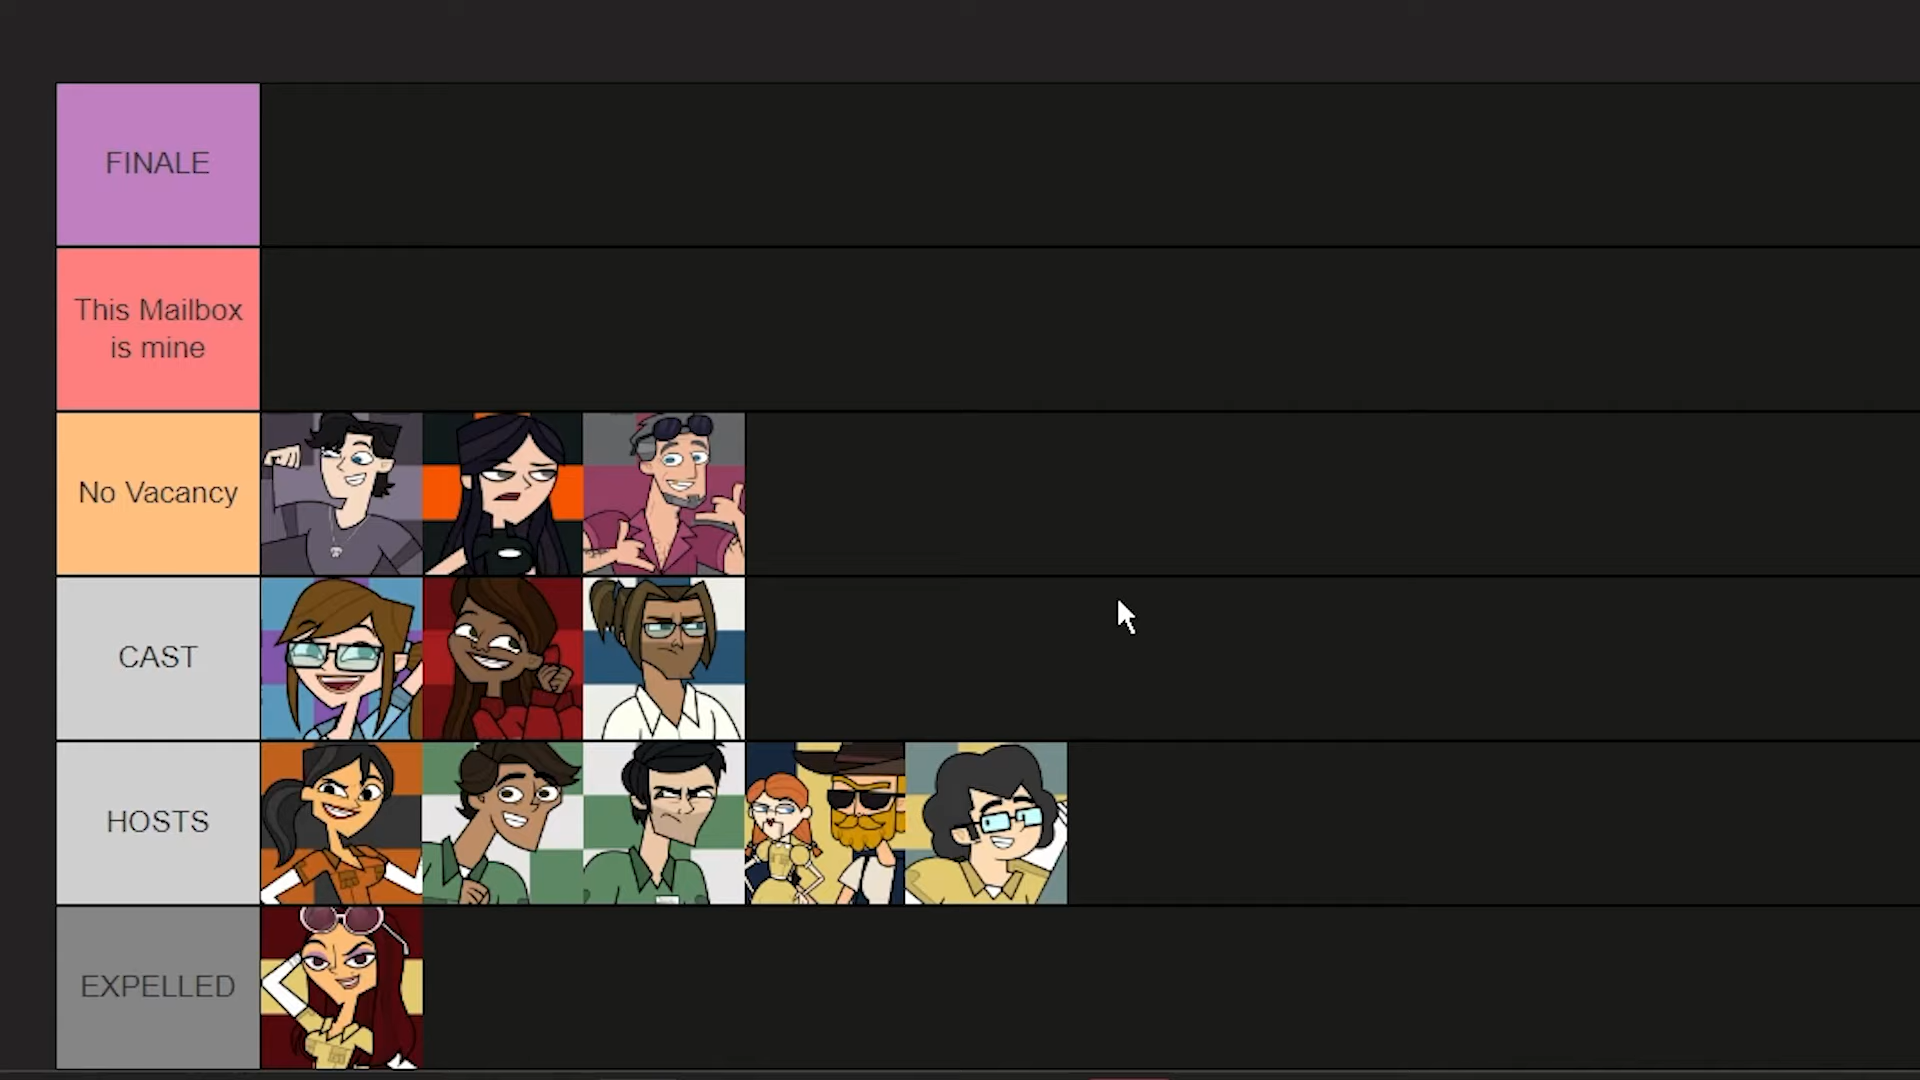 FINALE
This Mailbox
is mine
No Vacancy
CAST
HOSTS
EXPELLED